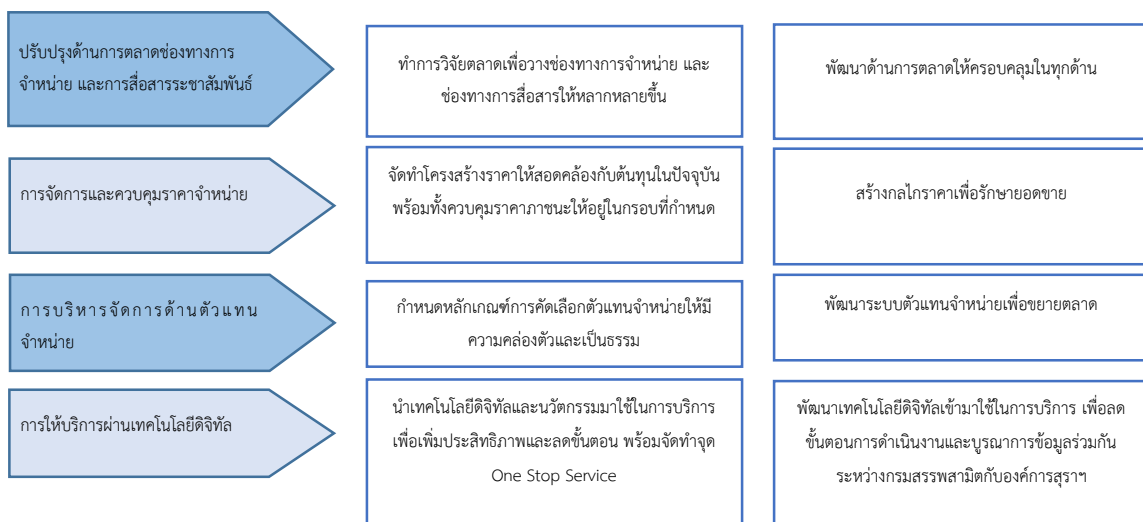 ปรับปรุงด้านการตลาดช่องทางการ
จำหน่าย และการสื่อสารระชาสัมพันธ์
ทำการวิจัยตลาดเพื่อวางช่องทางการจำหน่าย และ
ช่องทางการสื่อสารให้หลากหลายขึ้น
พัฒนาด้านการตลาดให้ครอบคลุมในทุกด้าน
การจัดการและควบคุมราคาจำหน่าย
จัดทำโครงสร้างราคาให้สอดคล้องกับต้นทุนในปัจจุบัน
พร้อมทั้งควบคุมราคาภาชนะให้อยู่ในกรอบที่กำหนด
สร้างกลไกราคาเพื่อรักษายอดขาย
การบริหารจัดการด้านตัวแทน
จำหน่าย
กำหนดหลักเกณฑ์การคัดเลือกตัวแทนจำหน่ายให้มี
ความคล่องตัวและเป็นธรรม
พัฒนาระบบตัวแทนจำหน่ายเพื่อขยายตลาด
การให้บริการผ่านเทคโนโลยีดิจิทัล
นำเทคโนโลยีดิจิทัลและนวัตกรรมมาใช้ในการบริการ
เพื่อเพิ่มประสิทธิภาพและลดขั้นตอน พร้อมจัดทำจุด
One Stop Service
พัฒนาเทคโนโลยีดิจิทัลเข้ามาใช้ในการบริการ เพื่อลด
ขั้นตอนการดำเนินงานและบูรณาการข้อมูลร่วมกัน
ระหว่างกรมสรรพสามิตกับองค์การสุราฯ